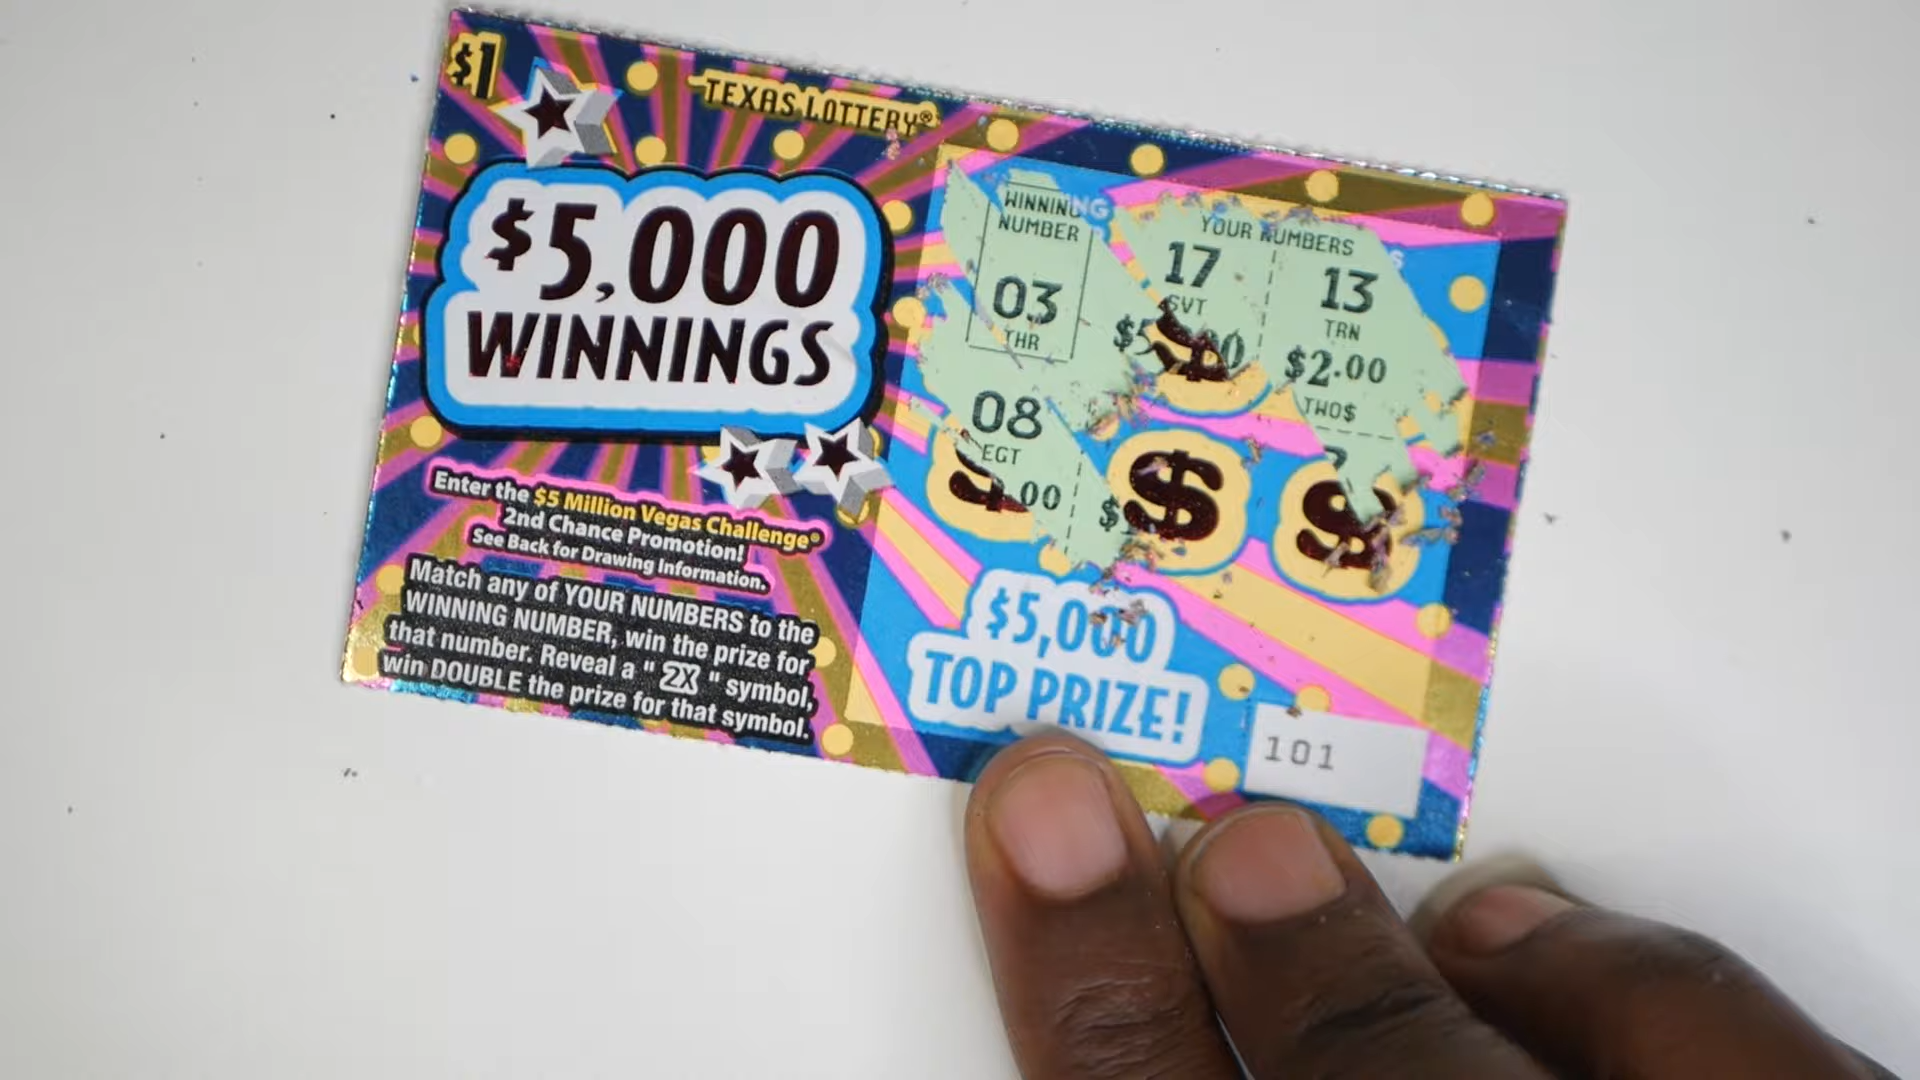 $1
TEXAS LOTTERY®
$5,000
WINNINGS
Enter the $5 Million Vegas Challenge®
2nd Chance Promotion!
See Back for Drawing Information.
Match any of YOUR NUMBERS to the
WINNING NUMBER, win the prize for
that number. Reveal a "2X" symbol,
win DOUBLE the prize for that symbol.
WINNING
NUMBER
03
THR
YOUR NUMBERS
17
SVT
13
TRN
$2.00
TWO$
08
EGT
.00
$
$
$
$5,000
TOP PRIZE!
101